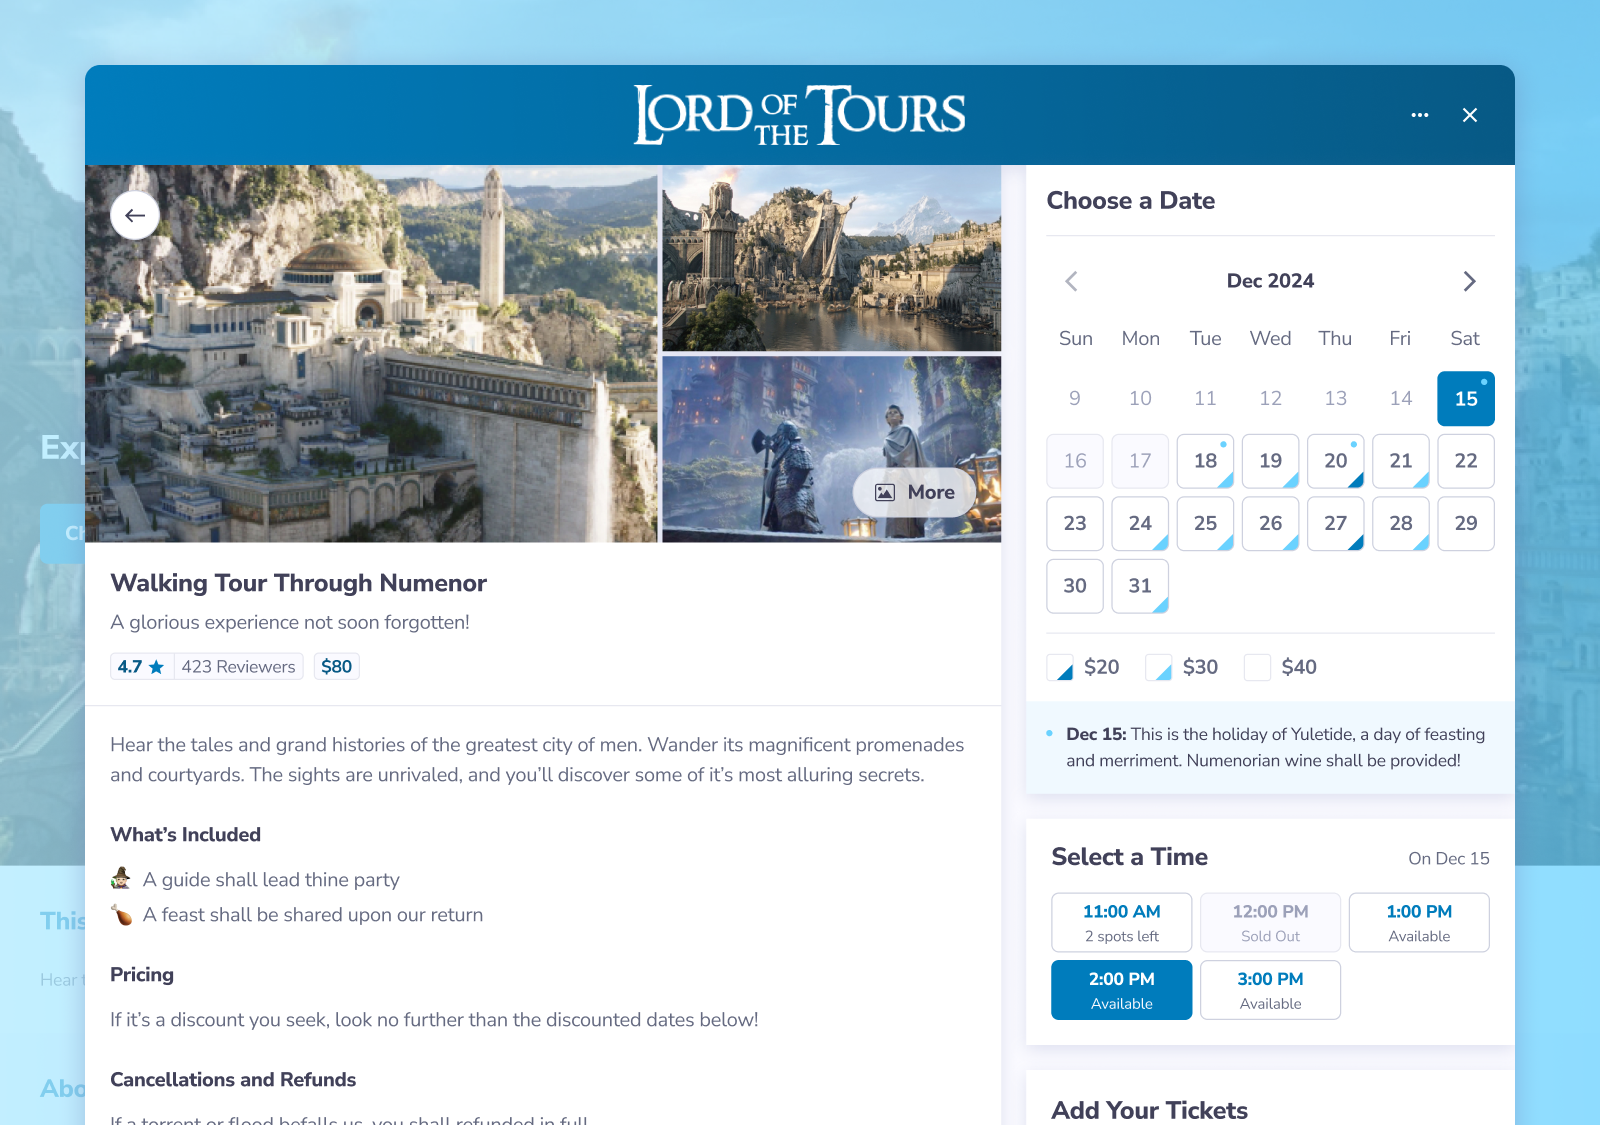 LORD OF THE TOURS
More
Walking Tour Through Numenor
A glorious experience not soon forgotten!
4.7 423 Reviewers $80
Hear the tales and grand histories of the greatest city of men. Wander its magnificent promenades
and courtyards. The sights are unrivaled, and you’ll discover some of it’s most alluring secrets.
What’s Included
A guide shall lead thine party
A feast shall be shared upon our return
Pricing
If it’s a discount you seek, look no further than the discounted dates below!
Cancellations and Refunds
If a torrent or flood befalls us, you shall refunded in full
Choose a Date
Dec 2024
Sun Mon Tue Wed Thu Fri Sat
9 10 11 12 13 14 15
16 17 18 19 20 21 22
23 24 25 26 27 28 29
30 31
$20 $30 $40
Dec 15: This is the holiday of Yuletide, a day of feasting
and merriment. Numenorian wine shall be provided!
Select a Time On Dec 15
11:00 AM 12:00 PM 1:00 PM
2 spots left Sold Out Available
2:00 PM 3:00 PM
Available Available
Add Your Tickets
Exp
Ch
This
Hear
Abo